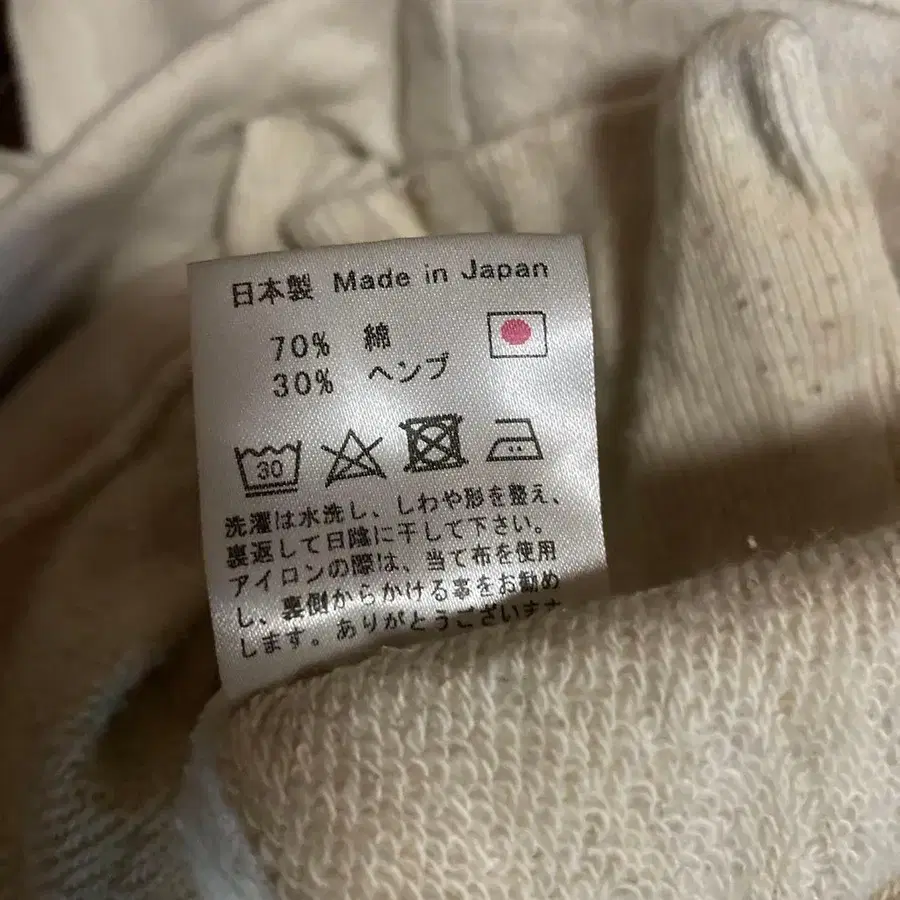 日本製 Made in Japan
70% 綿
30% ヘンプ
30
洗濯は水洗し、しわや形を整え、
裏返して日陰に干して下さい。
アイロンの際は、当て布を使用
し、裏側からかける事をお勧め
します。ありがとうございます